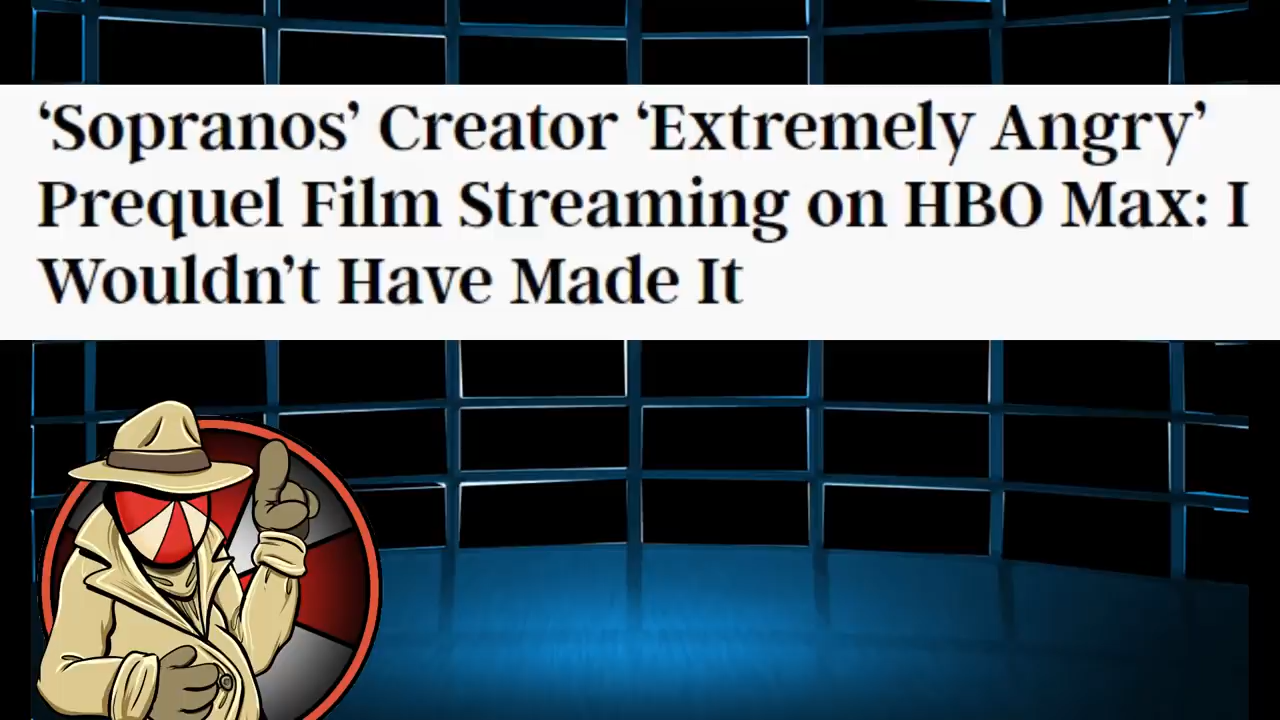 ‘Sopranos’ Creator ‘Extremely Angry’
Prequel Film Streaming on HBO Max: I
Wouldn’t Have Made It